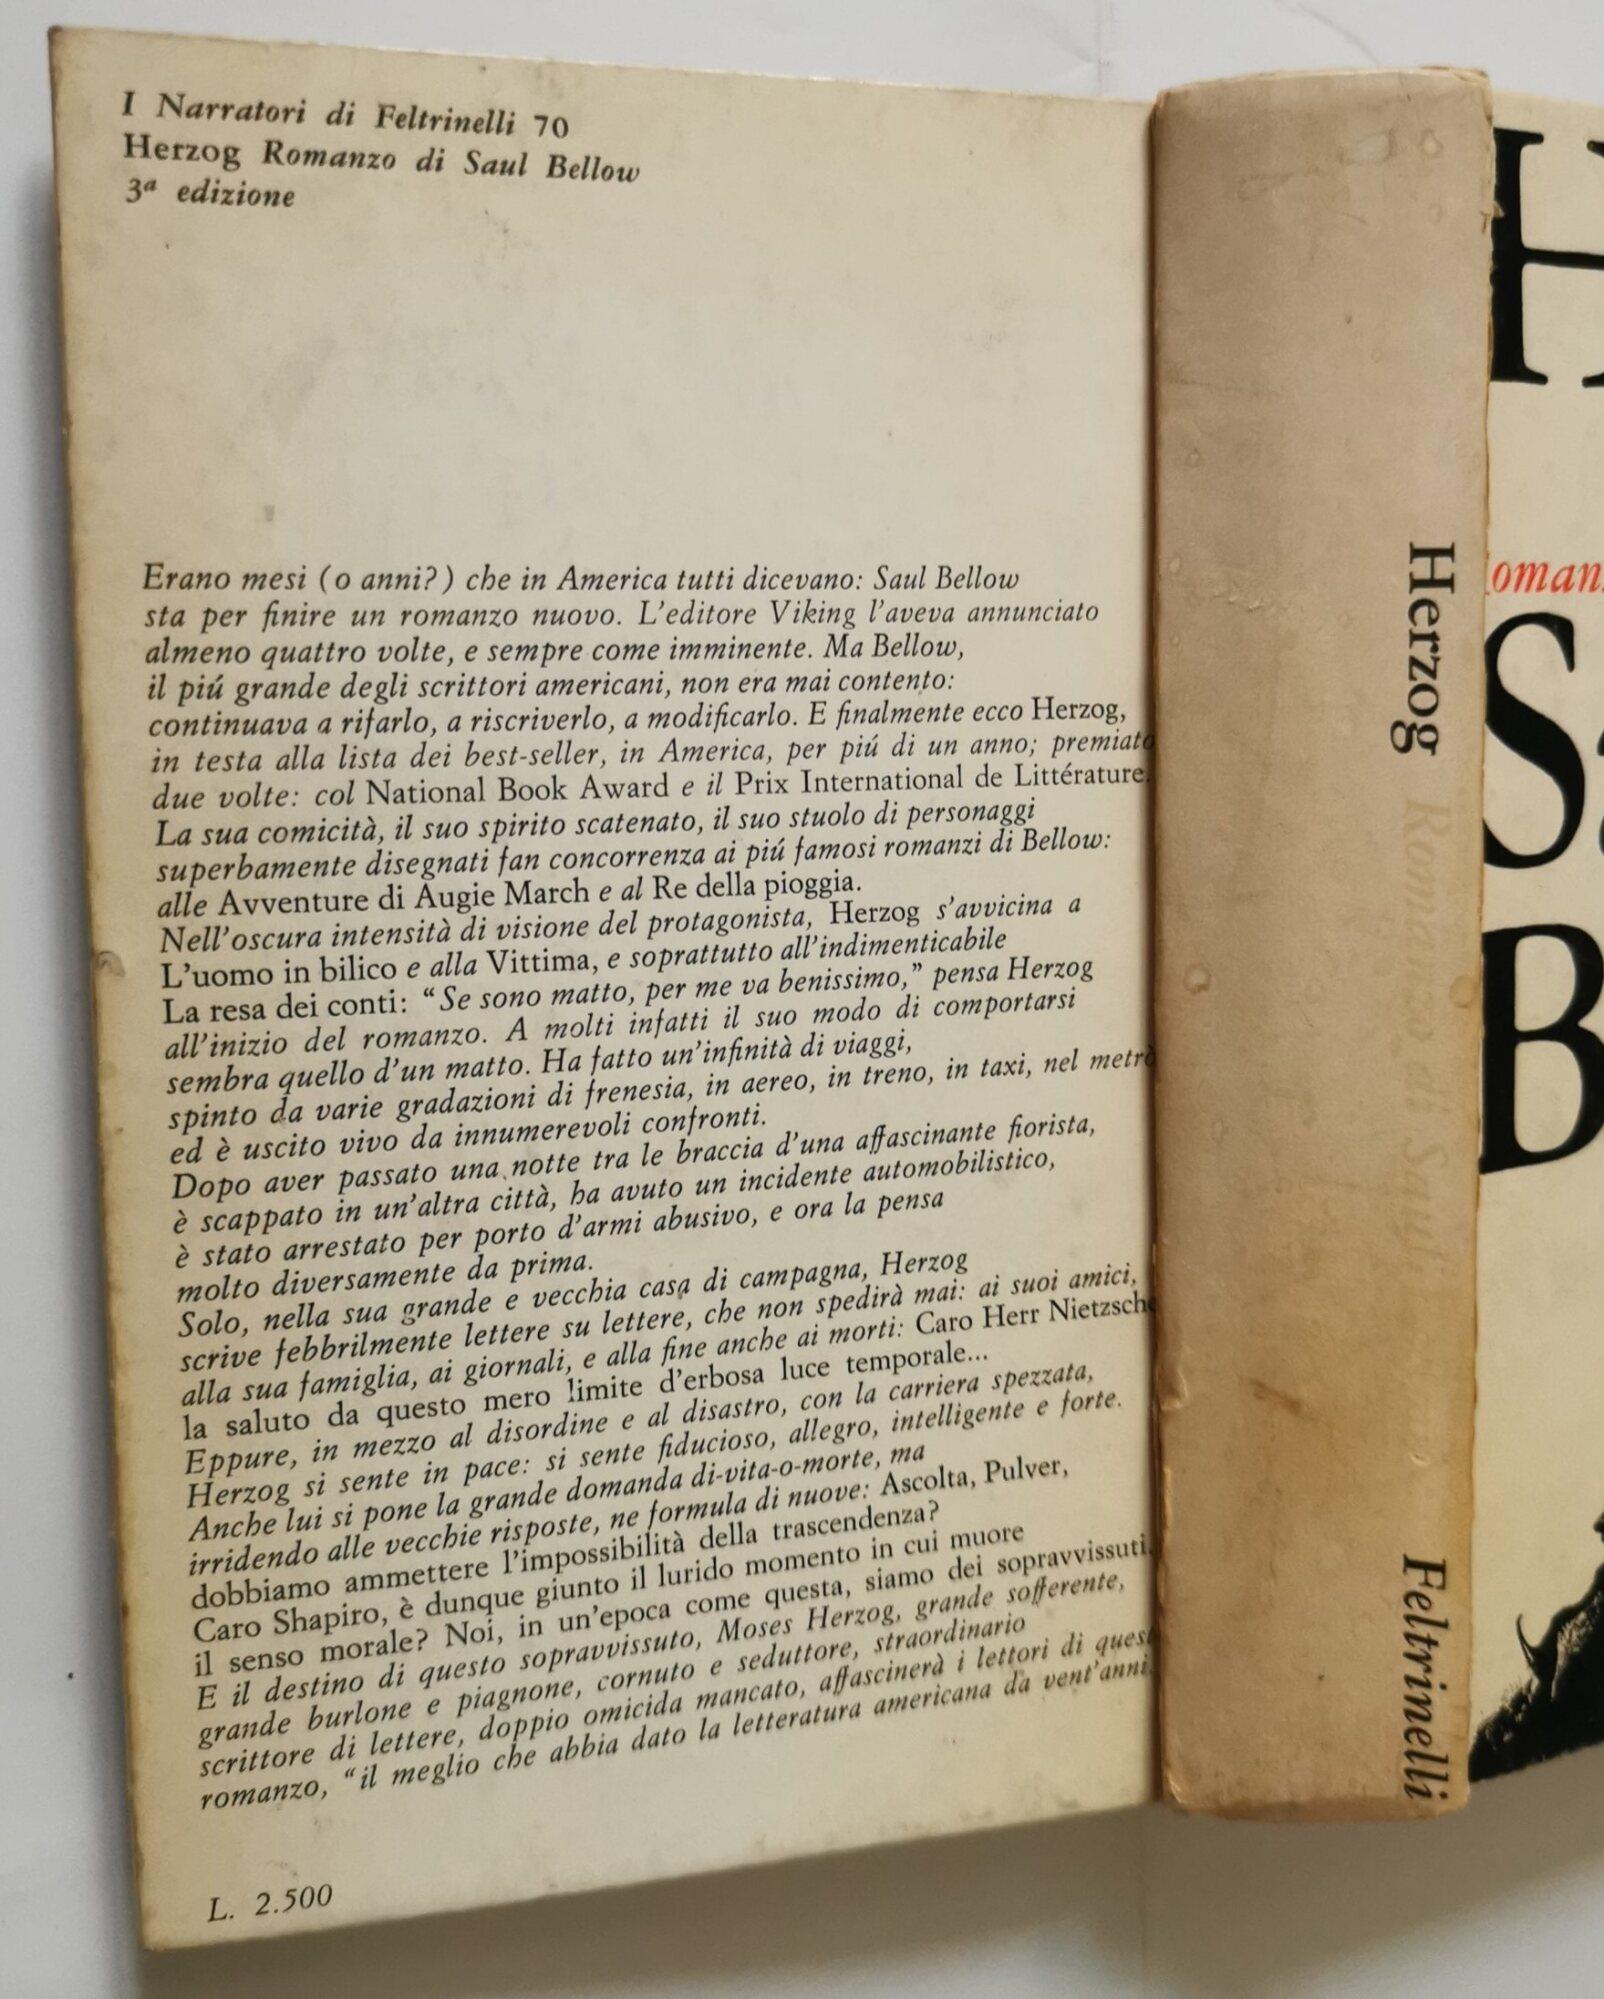 I Narratori di Feltrinelli 70
Herzog Romanzo di Saul Bellow
3ª edizione
Erano mesi (o anni?) che in America tutti dicevano: Saul Bellow
sta per finire un romanzo nuovo. L'editore Viking l'aveva annunciato
almeno quattro volte, e sempre come imminente. Ma Bellow,
il piú grande degli scrittori americani, non era mai contento:
continuava a rifarlo, a riscriverlo, a modificarlo. E finalmente ecco Herzog,
in testa alla lista dei best-seller, in America, per piú di un anno; premiato
due volte: col National Book Award e il Prix International de Littérature.
La sua comicità, il suo spirito scatenato, il suo stuolo di personaggi
superbamente disegnati fan concorrenza ai piú famosi romanzi di Bellow:
alle Avventure di Augie March e al Re della pioggia.
Nell'oscura intensità di visione del protagonista, Herzog s'avvicina a
L'uomo in bilico e alla Vittima, e soprattutto all'indimenticabile
La resa dei conti: “Se sono matto, per me va benissimo,” pensa Herzog
all'inizio del romanzo. A molti infatti il suo modo di comportarsi
sembra quello d'un matto. Ha fatto un'infinità di viaggi,
spinto da varie gradazioni di frenesia, in aereo, in treno, in taxi, nel metrò
ed è uscito vivo da innumerevoli confronti.
Dopo aver passato una notte tra le braccia d'una affascinante fiorista,
è scappato in un'altra città, ha avuto un incidente automobilistico,
è stato arrestato per porto d'armi abusivo, e ora la pensa
molto diversamente da prima.
Solo, nella sua grande e vecchia casa di campagna, Herzog
scrive febbrilmente lettere su lettere, che non spedirà mai: ai suoi amici,
alla sua famiglia, ai giornali, e alla fine anche ai morti: Caro Herr Nietzsche
la saluto da questo mero limite d'erbosa luce temporale...
Eppure, in mezzo al disordine e al disastro, con la carriera spezzata,
Herzog si sente in pace: si sente fiducioso, allegro, intelligente e forte.
Anche lui si pone la grande domanda di-vita-o-morte, ma
irridendo alle vecchie risposte, ne formula di nuove: Ascolta, Pulver,
dobbiamo ammettere l'impossibilità della trascendenza?
Caro Shapiro, è dunque giunto il lurido momento in cui muore
il senso morale? Noi, in un'epoca come questa, siamo dei sopravvissuti.
E il destino di questo sopravvissuto, Moses Herzog, grande sofferente,
grande burlone e piagnone, cornuto e seduttore, straordinario
scrittore di lettere, doppio omicida mancato, affascinerà i lettori di quest
romanzo, “il meglio che abbia dato la letteratura americana da vent'anni.
L. 2.500
Herzog Romanzo di Saul
Feltrinelli
H
oman
Sa
B